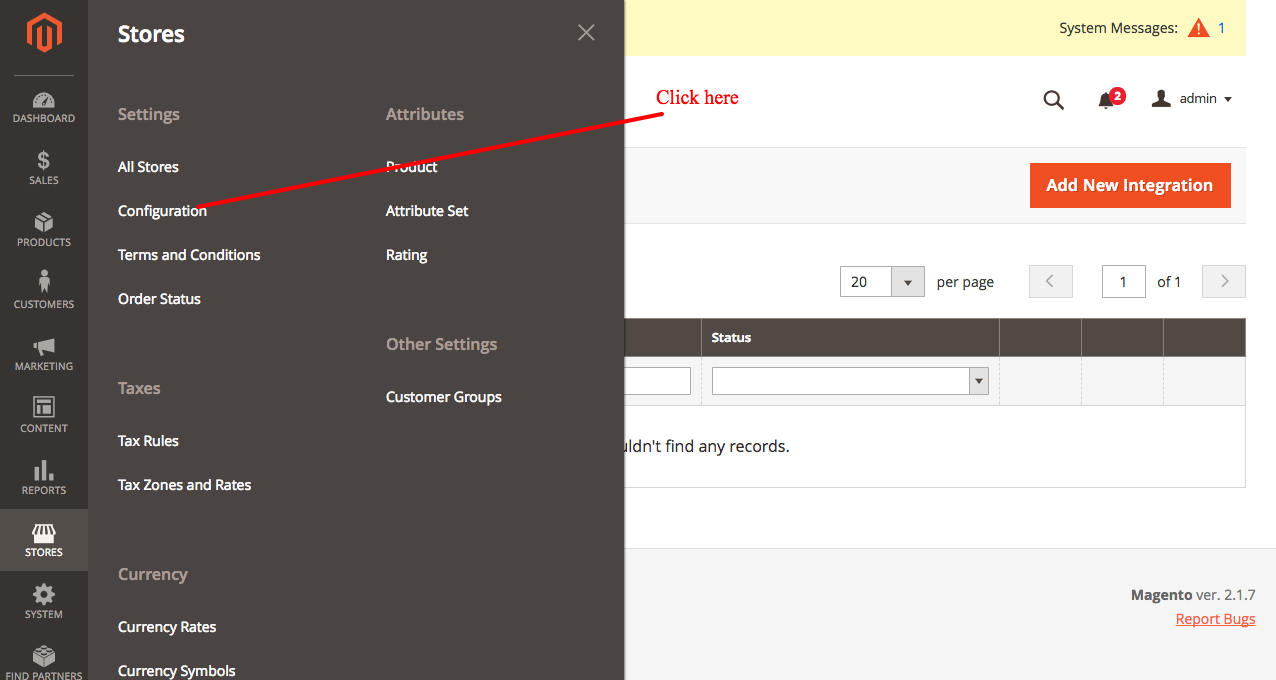 DASHBOARD
SALES
PRODUCTS
CUSTOMERS
MARKETING
CONTENT
REPORTS
STORES
SYSTEM
FIND PARTNERS
Stores
Settings
All Stores
Configuration
Terms and Conditions
Order Status
Taxes
Tax Rules
Tax Zones and Rates
Currency
Currency Rates
Currency Symbols
Attributes
Product
Attribute Set
Rating
Other Settings
Customer Groups
System Messages: 1
Click here
2 admin
Add New Integration
20 per page 1 of 1
Status
uldn't find any records.
Magento ver. 2.1.7
Report Bugs